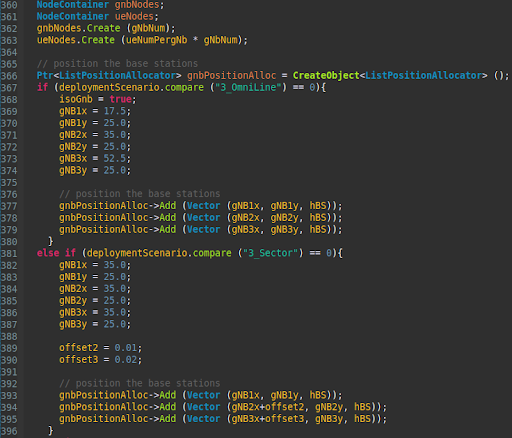 360 NodeContainer gnbNodes;
361 NodeContainer ueNodes;
362 gnbNodes.Create (gNbNum);
363 ueNodes.Create (ueNumPergNb * gNbNum);
364
365 // position the base stations
366 Ptr<ListPositionAllocator> gnbPositionAlloc = CreateObject<ListPositionAllocator> ();
367 if (deploymentScenario.compare ("3_OmniLine") == 0){
368 isoGnb = true;
369 gNB1x = 17.5;
370 gNB1y = 25.0;
371 gNB2x = 35.0;
372 gNB2y = 25.0;
373 gNB3x = 52.5;
374 gNB3y = 25.0;
375
376 // position the base stations
377 gnbPositionAlloc->Add (Vector (gNB1x, gNB1y, hBS));
378 gnbPositionAlloc->Add (Vector (gNB2x, gNB2y, hBS));
379 gnbPositionAlloc->Add (Vector (gNB3x, gNB3y, hBS));
380 }
381 else if (deploymentScenario.compare ("3_Sector") == 0){
382 gNB1x = 35.0;
383 gNB1y = 25.0;
384 gNB2x = 35.0;
385 gNB2y = 25.0;
386 gNB3x = 35.0;
387 gNB3y = 25.0;
388
389 offset2 = 0.01;
390 offset3 = 0.02;
391
392 // position the base stations
393 gnbPositionAlloc->Add (Vector (gNB1x, gNB1y, hBS));
394 gnbPositionAlloc->Add (Vector (gNB2x+offset2, gNB2y, hBS));
395 gnbPositionAlloc->Add (Vector (gNB3x+offset3, gNB3y, hBS));
396 }